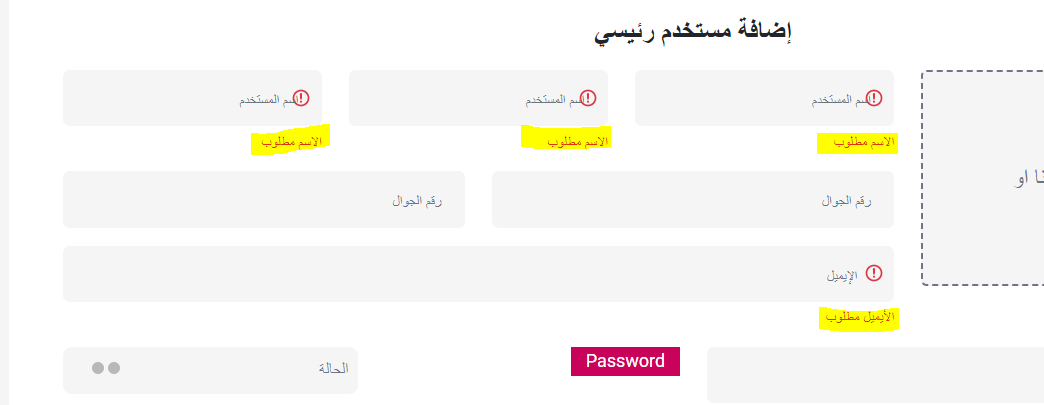 إضافة مستخدم رئيسي
اسم المستخدم اسم المستخدم اسم المستخدم
الاسم مطلوب الاسم مطلوب الاسم مطلوب
نا او
رقم الجوال رقم الجوال
الإيميل
الأيميل مطلوب
Password الحالة